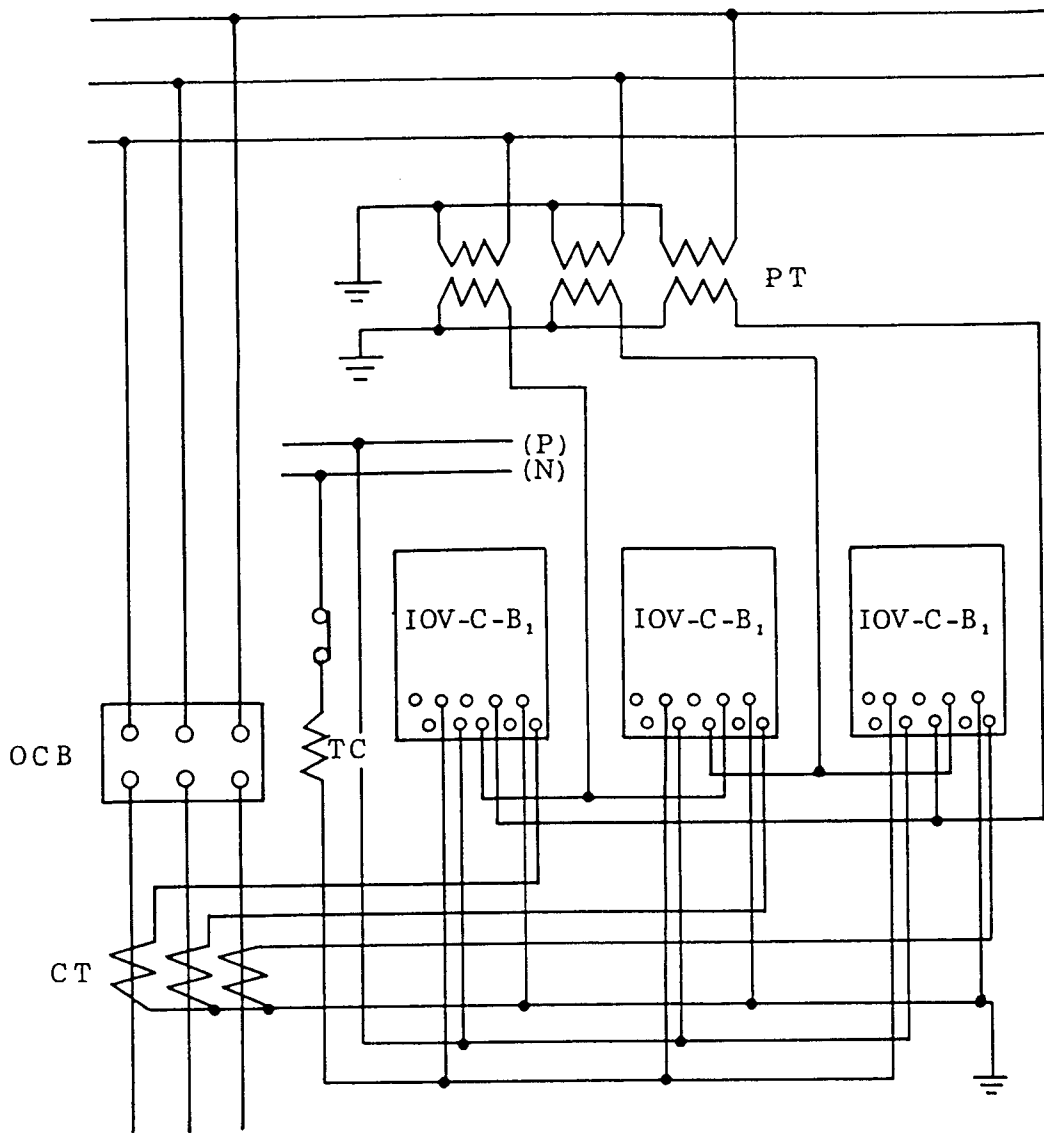 PT
(P)
(N)
IOV-C-B₁
IOV-C-B₁
IOV-C-B₁
OCB
TC
CT